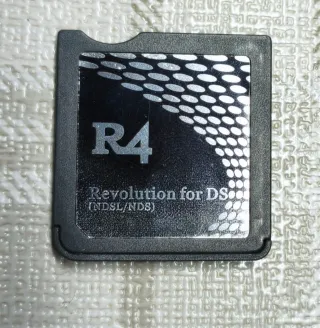 R4
Revolution for DS
(NDSL/NDS)